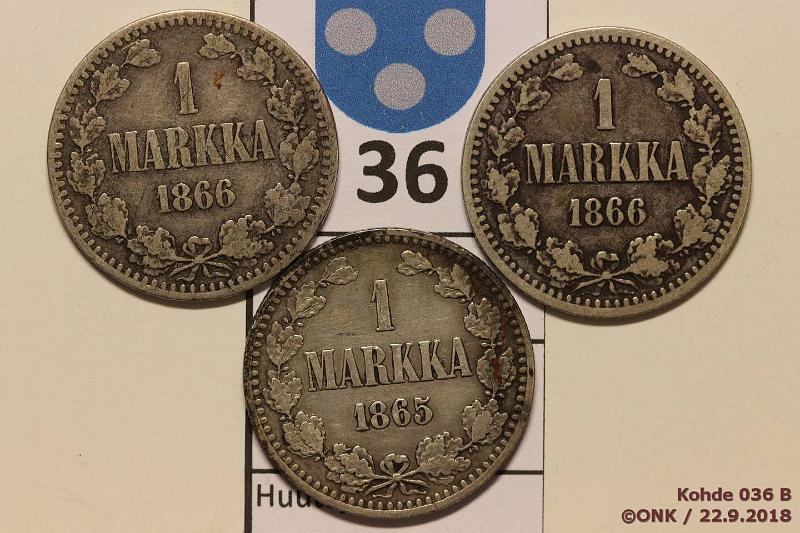 1
MARKKA
1866
36
1
MARKKA
1866
1
MARKKA
1865
Kohde 036 B
©ONK / 22.9.2018